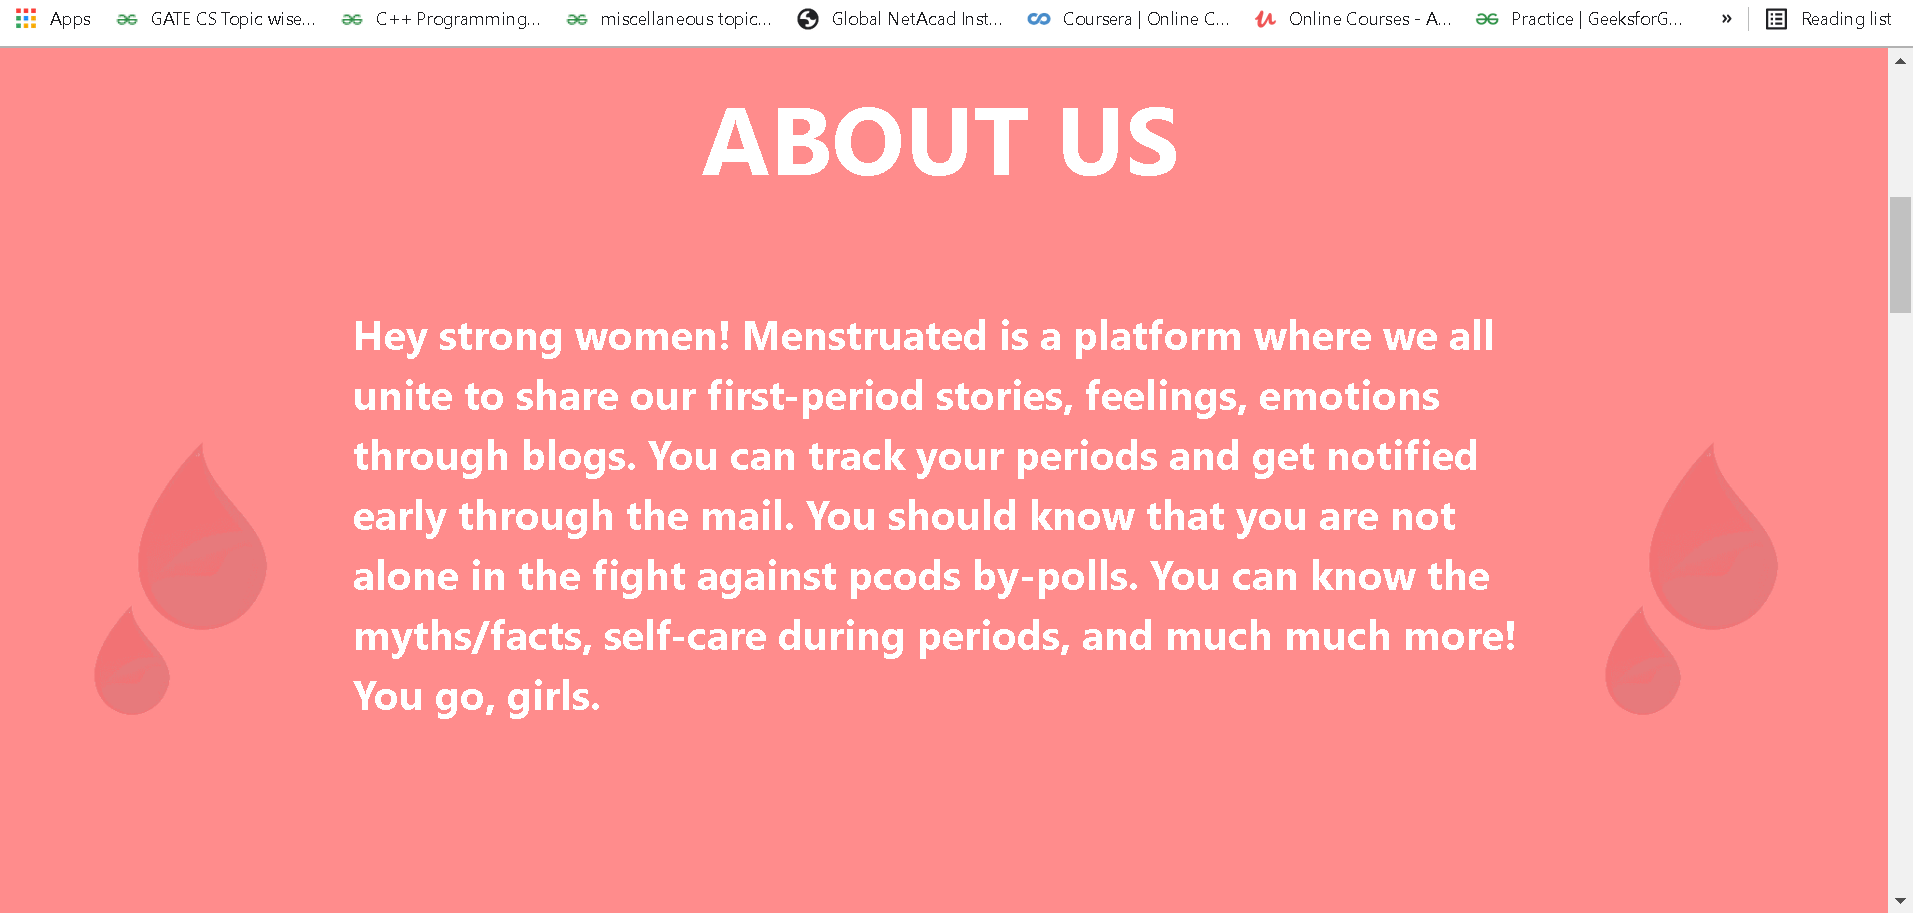 Apps GATE CS Topic wise... C++ Programming... miscellaneous topic... Global NetAcad Inst... Coursera | Online C... Online Courses - A... Practice | GeeksforG... » Reading list
ABOUT US
Hey strong women! Menstruated is a platform where we all
unite to share our first-period stories, feelings, emotions
through blogs. You can track your periods and get notified
early through the mail. You should know that you are not
alone in the fight against pcods by-polls. You can know the
myths/facts, self-care during periods, and much much more!
You go, girls.